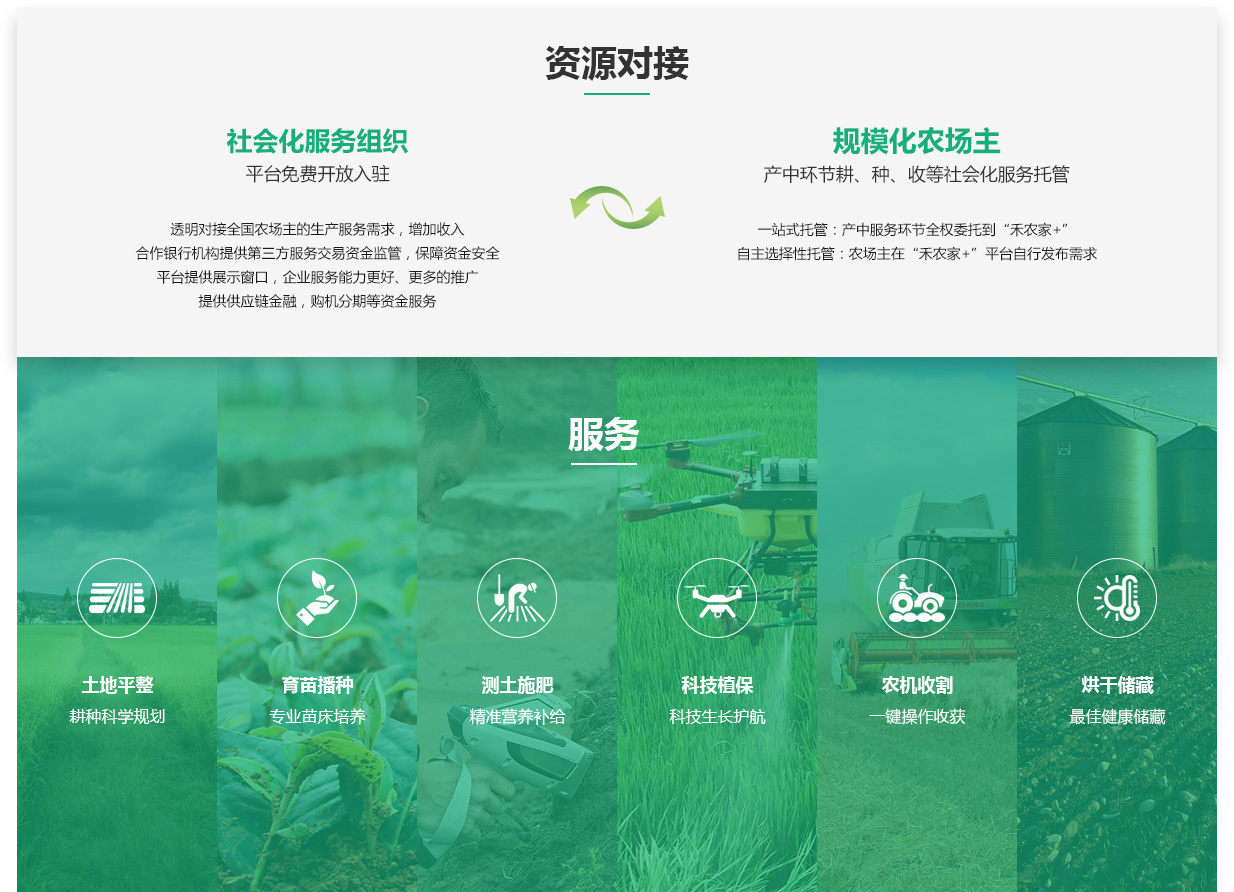 资源对接
社会化服务组织
平台免费开放入驻
透明对接全国农场主的生产服务需求，增加收入
合作银行机构提供第三方服务交易资金监管，保障资金安全
平台提供展示窗口，企业服务能力更好、更多的推广
提供供应链金融，购机分期等资金服务
规模化农场主
产中环节耕、种、收等社会化服务托管
一站式托管：产中服务环节全权委托到“禾农家+”
自主选择性托管：农场主在“禾农家+”平台自行发布需求
服务
土地平整
耕种科学规划
育苗播种
专业苗床培养
测土施肥
精准营养补给
科技植保
科技生长护航
农机收割
一键操作收获
烘干储藏
最佳健康储藏